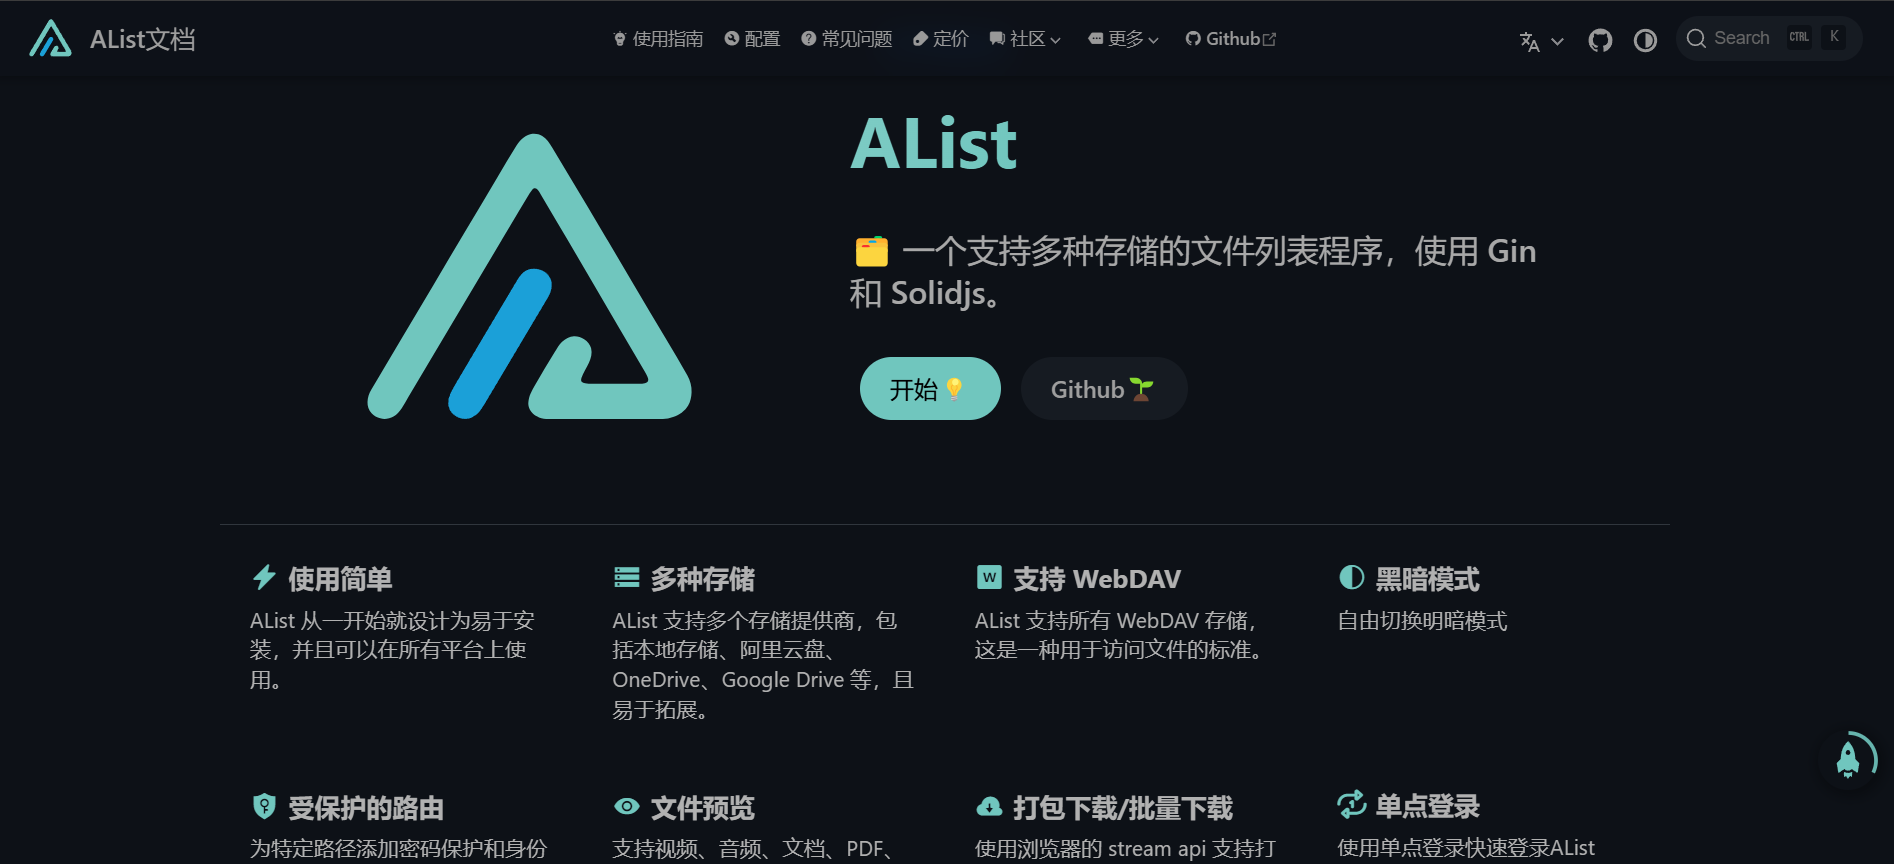 AList文档
使用指南 配置 常见问题 定价 社区 更多 Github
Search CTRL K
AList
🗂️ 一个支持多种存储的文件列表程序，使用 Gin
和 Solidjs。
开始💡 Github🌱
使用简单
AList 从一开始就设计为易于安
装，并且可以在所有平台上使
用。
多种存储
AList 支持多个存储提供商，包
括本地存储、阿里云盘、
OneDrive、Google Drive 等，且
易于拓展。
W
支持 WebDAV
AList 支持所有 WebDAV 存储，
这是一种用于访问文件的标准。
黑暗模式
自由切换明暗模式
受保护的路由
为特定路径添加密码保护和身份
文件预览
支持视频、音频、文档、PDF、
打包下载/批量下载
使用浏览器的 stream api 支持打
单点登录
使用单点登录快速登录AList